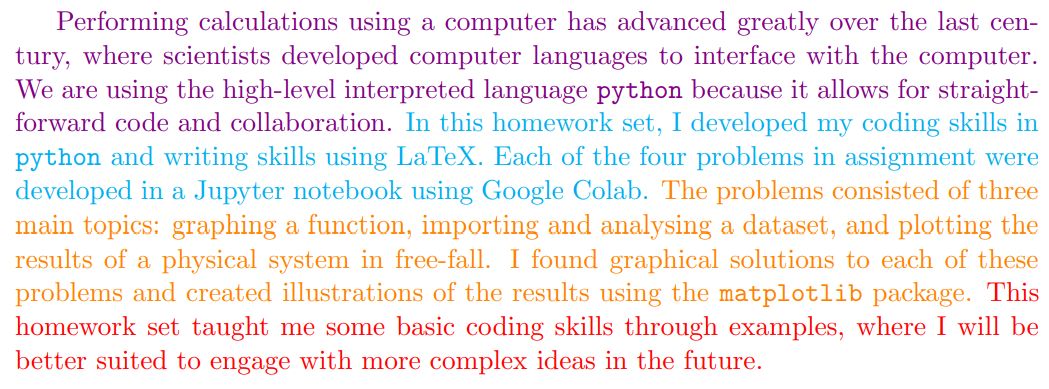 Performing calculations using a computer has advanced greatly over the last cen-
tury, where scientists developed computer languages to interface with the computer.
We are using the high-level interpreted language python because it allows for straight-
forward code and collaboration. In this homework set, I developed my coding skills in
python and writing skills using LaTeX. Each of the four problems in assignment were
developed in a Jupyter notebook using Google Colab. The problems consisted of three
main topics: graphing a function, importing and analysing a dataset, and plotting the
results of a physical system in free-fall. I found graphical solutions to each of these
problems and created illustrations of the results using the matplotlib package. This
homework set taught me some basic coding skills through examples, where I will be
better suited to engage with more complex ideas in the future.